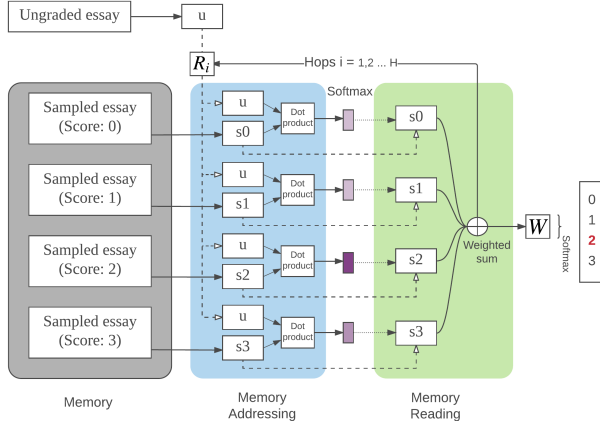 Ungraded essay
u
R_i
Hops i = 1,2 ... H
Softmax
Sampled essay
(Score: 0)
u
s0
Dot
product
s0
Sampled essay
(Score: 1)
u
s1
Dot
product
s1
Sampled essay
(Score: 2)
u
s2
Dot
product
s2
Sampled essay
(Score: 3)
u
s3
Dot
product
s3
Weighted
sum
W
Softmax
0
1
2
3
Memory
Memory
Addressing
Memory
Reading